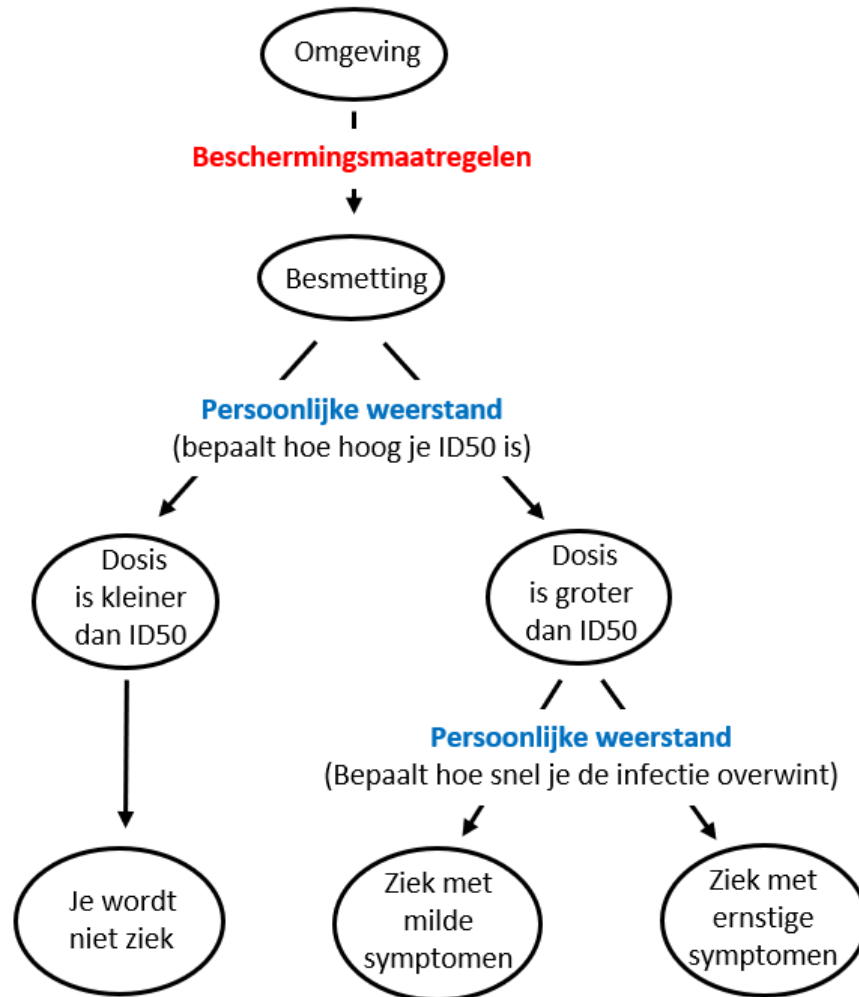 Omgeving
Beschermingsmaatregelen
Besmetting
Persoonlijke weerstand
(bepaalt hoe hoog je ID50 is)
Dosis
is kleiner
dan ID50
Dosis
is groter
dan ID50
Persoonlijke weerstand
(Bepaalt hoe snel je de infectie overwint)
Je wordt
niet ziek
Ziek met
milde
symptomen
Ziek met
ernstige
symptomen